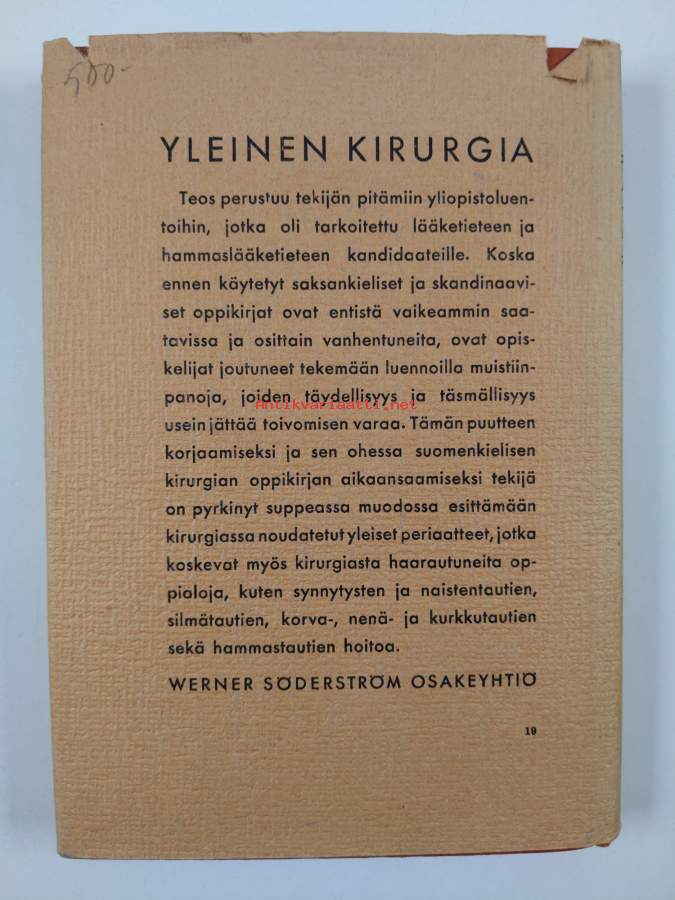 500-
YLEINEN KIRURGIA
Teos perustuu tekijän pitämiin yliopistoluen-
toihin, jotka oli tarkoitettu lääketieteen ja
hammaslääketieteen kandidaateille. Koska
ennen käytetyt saksankieliset ja skandinaavi-
set oppikirjat ovat entistä vaikeammin saa-
tavissa ja osittain vanhentuneita, ovat opis-
kelijat joutuneet tekemään luennoilla muistiin-
panoja, joiden täydellisyys ja täsmällisyys
Antikvariaatti.net
usein jättää toivomisen varaa. Tämän puutteen
korjaamiseksi ja sen ohessa suomenkielisen
kirurgian oppikirjan aikaansaamiseksi tekijä
on pyrkinyt suppeassa muodossa esittämään
kirurgiassa noudatetut yleiset periaatteet, jotka
koskevat myös kirurgiasta haarautuneita op-
pialoja, kuten synnytysten ja naistentautien,
silmätautien, korva-, nenä- ja kurkkutautien
sekä hammastautien hoitoa.
WERNER SÖDERSTRÖM OSAKEYHTIÖ
10